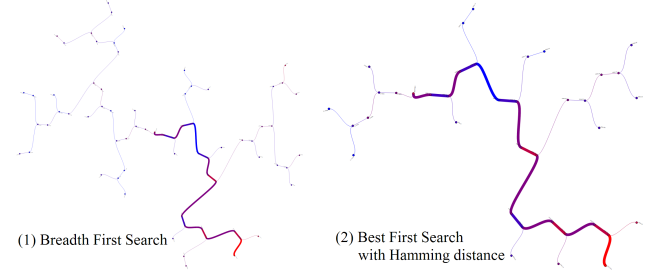 (1) Breadth First Search
(2) Best First Search
with Hamming distance